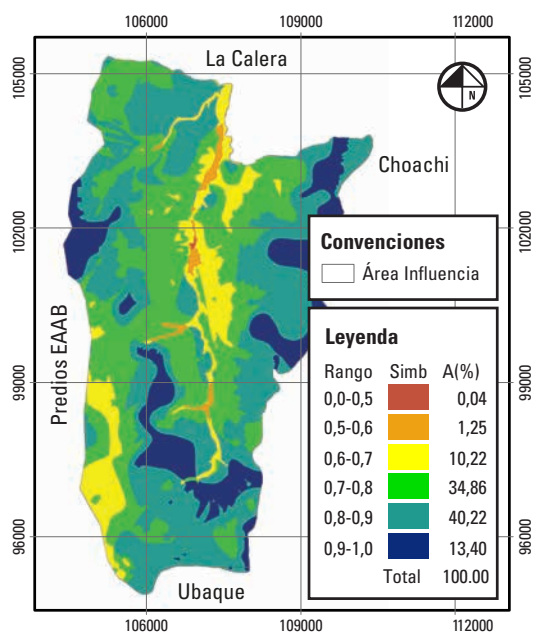 106000 109000 112000
La Calera
105000 105000
N
Choachi
102000 102000
Convenciones
Área Influencia
Predios EAAB
Leyenda
Rango Simb A(%)
0,0-0,5 0,04
0,5-0,6 1,25
0,6-0,7 10,22
0,7-0,8 34,86
0,8-0,9 40,22
0,9-1,0 13,40
Total 100.00
99000 99000
96000 96000
Ubaque
106000 109000 112000